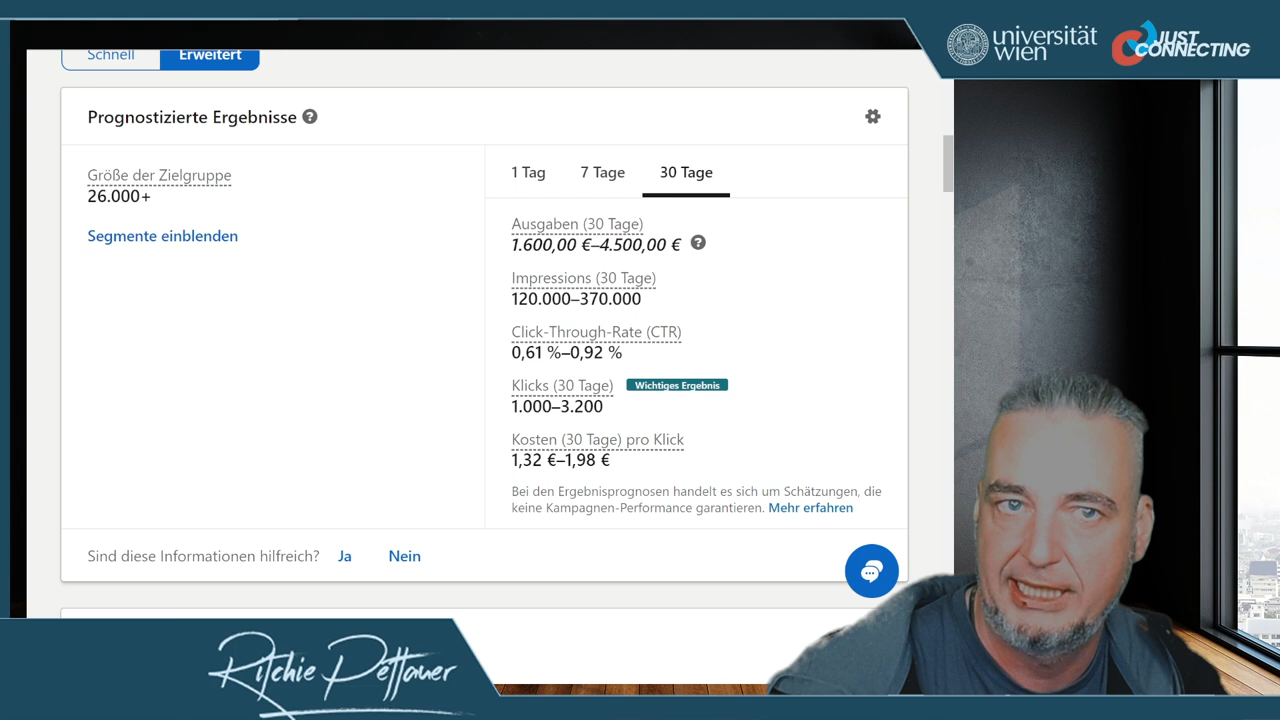 Schnell
Erweitert
universität
wien
JUST
CONNECTING
Prognostizierte Ergebnisse ?
Größe der Zielgruppe
26.000+
Segmente einblenden
1 Tag
7 Tage
30 Tage
Ausgaben (30 Tage)
1.600,00 €–4.500,00 € ?
Impressions (30 Tage)
120.000–370.000
Click-Through-Rate (CTR)
0,61 %–0,92 %
Klicks (30 Tage) Wichtiges Ergebnis
1.000–3.200
Kosten (30 Tage) pro Klick
1,32 €–1,98 €
Bei den Ergebnisprognosen handelt es sich um Schätzungen, die
keine Kampagnen-Performance garantieren. Mehr erfahren
Sind diese Informationen hilfreich? Ja Nein
Ritchie Pettauer